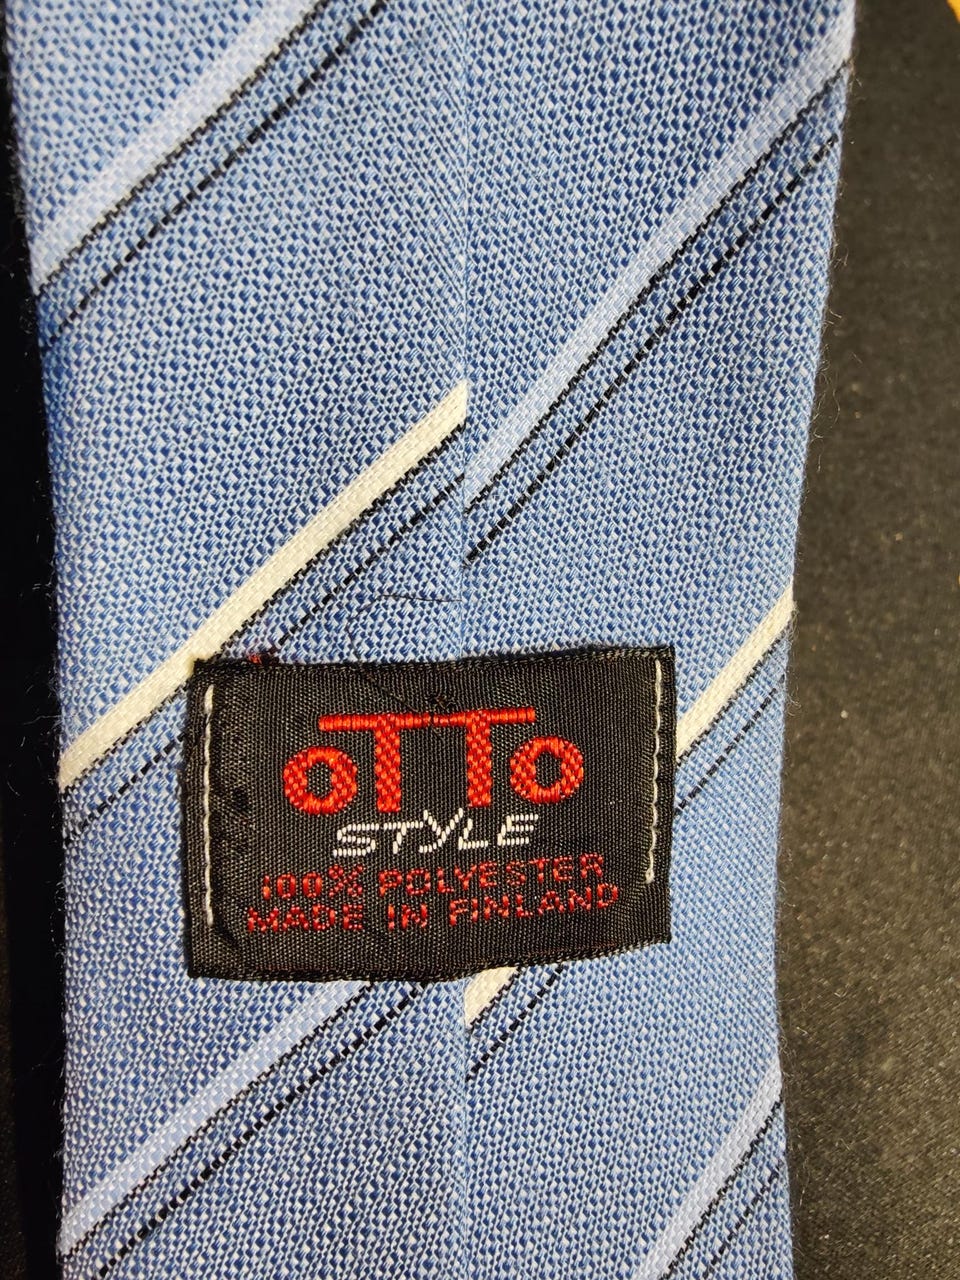 oTTo
STYLE
100% POLYESTER
MADE IN FINLAND